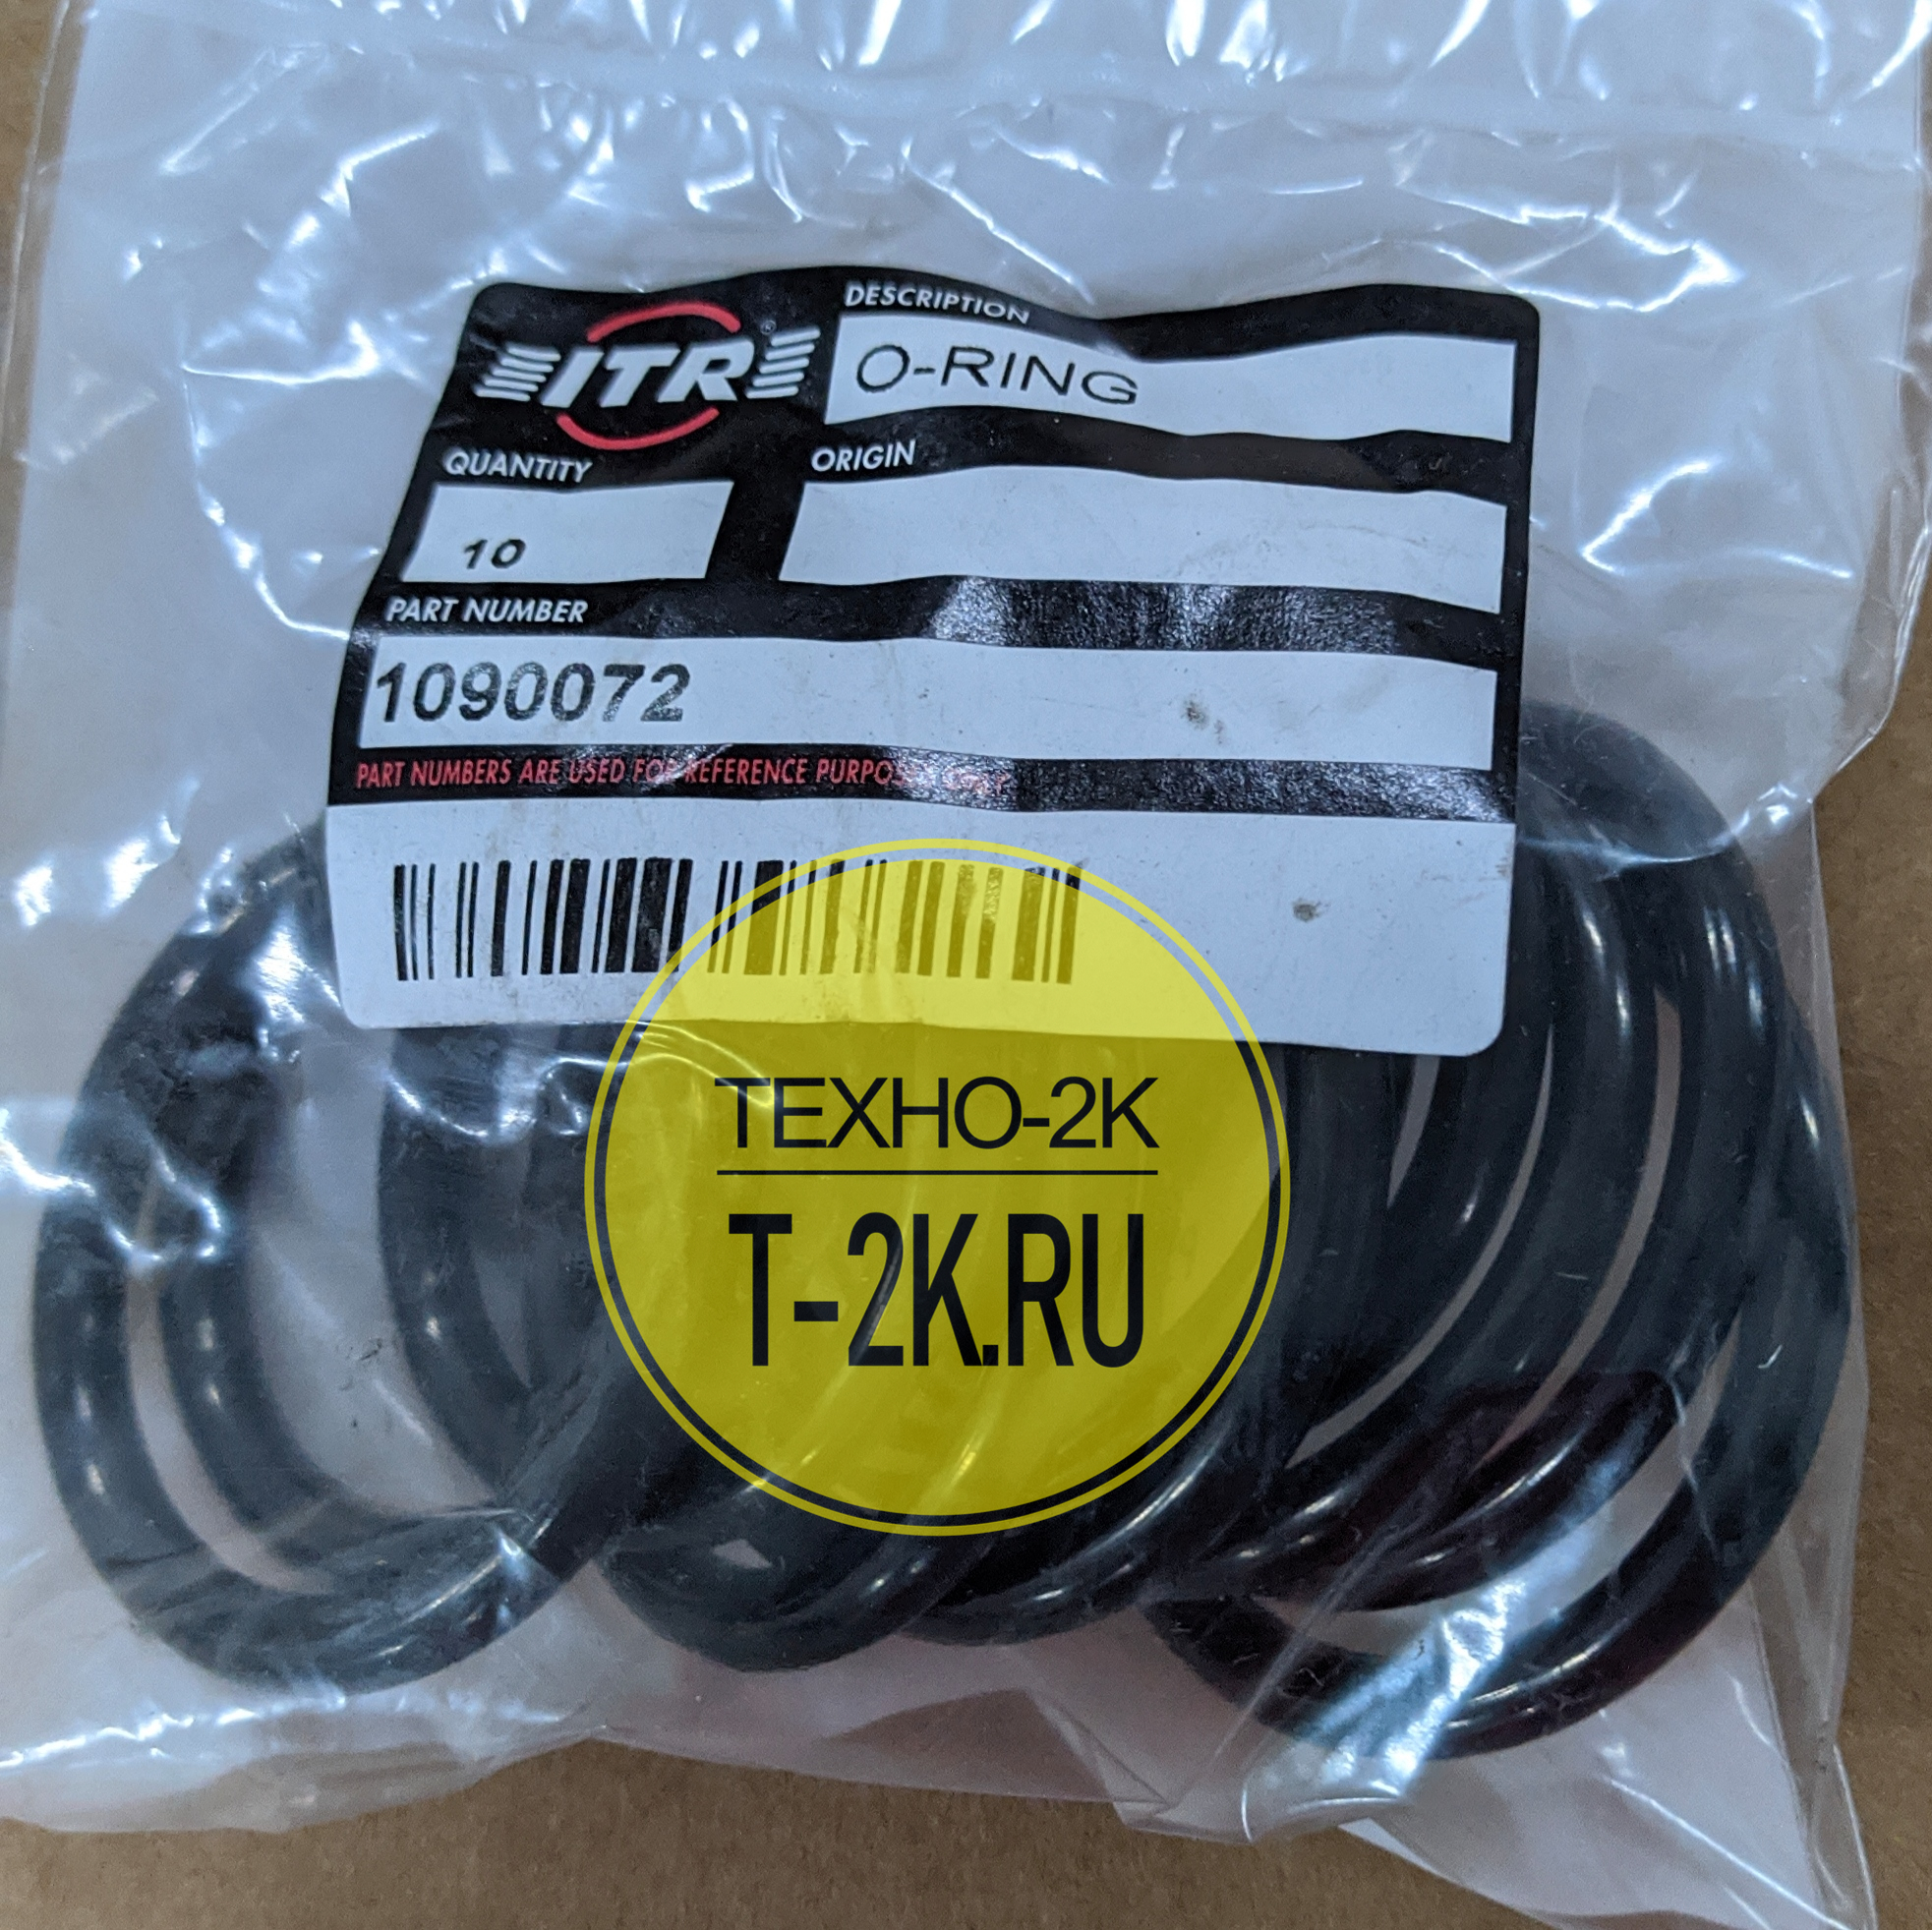 ITR®
DESCRIPTION
O-RING
QUANTITY
10
ORIGIN
PART NUMBER
1090072
PART NUMBERS ARE USED FOR REFERENCE PURPOSES ONLY
ТЕХНО-2К
T-2K.RU